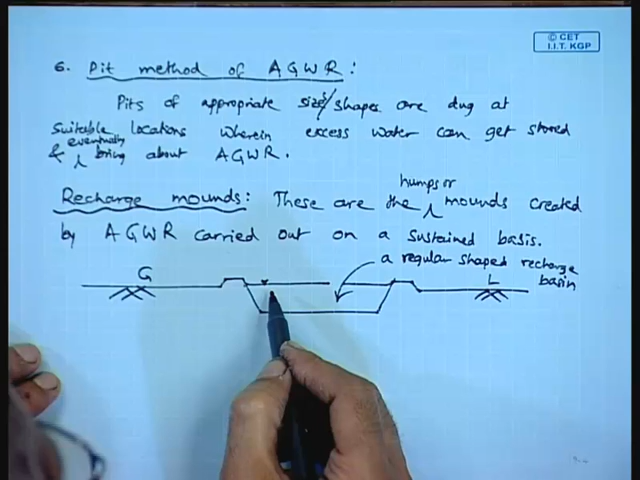 © CET
I.I.T. KGP
6. Pit method of AGWR:
Pits of appropriate sizes/shapes are dug at
suitable locations wherein excess water can get stored
eventually
& bring about AGWR.
humps or
Recharge mounds: These are the mounds created
by AGWR carried out on a sustained basis.
a regular shaped recharge
basin
G
L